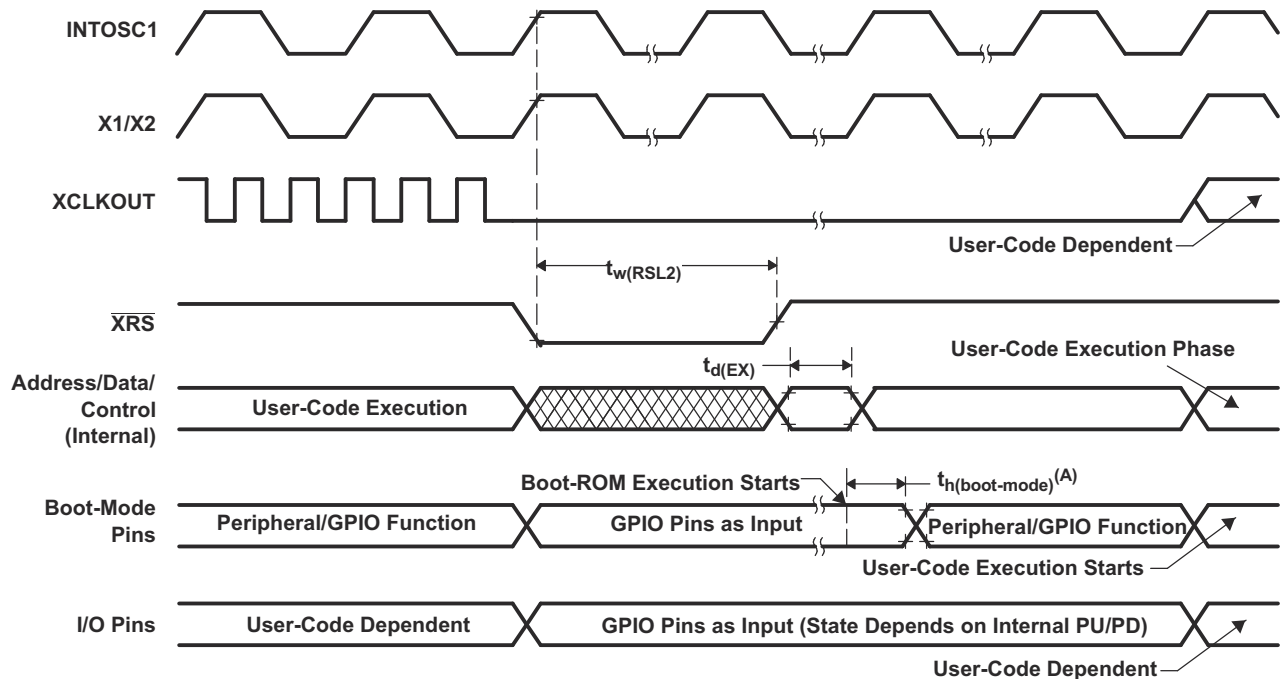 INTOSC1
X1/X2
XCLKOUT
User-Code Dependent
tw(RSL2)
XRS
User-Code Execution Phase
td(EX)
Address/Data/
Control
(Internal)
User-Code Execution
Boot-ROM Execution Starts
th(boot-mode)(A)
Boot-Mode
Pins
Peripheral/GPIO Function
GPIO Pins as Input
Peripheral/GPIO Function
User-Code Execution Starts
I/O Pins
User-Code Dependent
GPIO Pins as Input (State Depends on Internal PU/PD)
User-Code Dependent